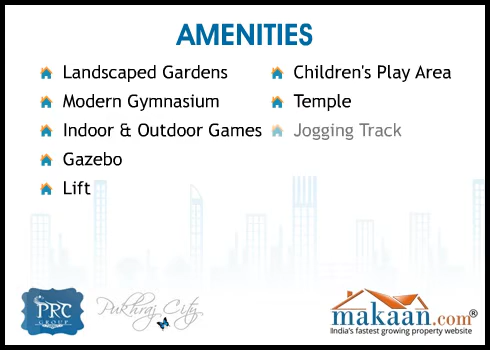 AMENITIES
Landscaped Gardens
Modern Gymnasium
Indoor & Outdoor Games
Gazebo
Lift
Children's Play Area
Temple
Jogging Track
PRC
GROUP
Pukhraj City
makaan.com®
India's fastest growing property website